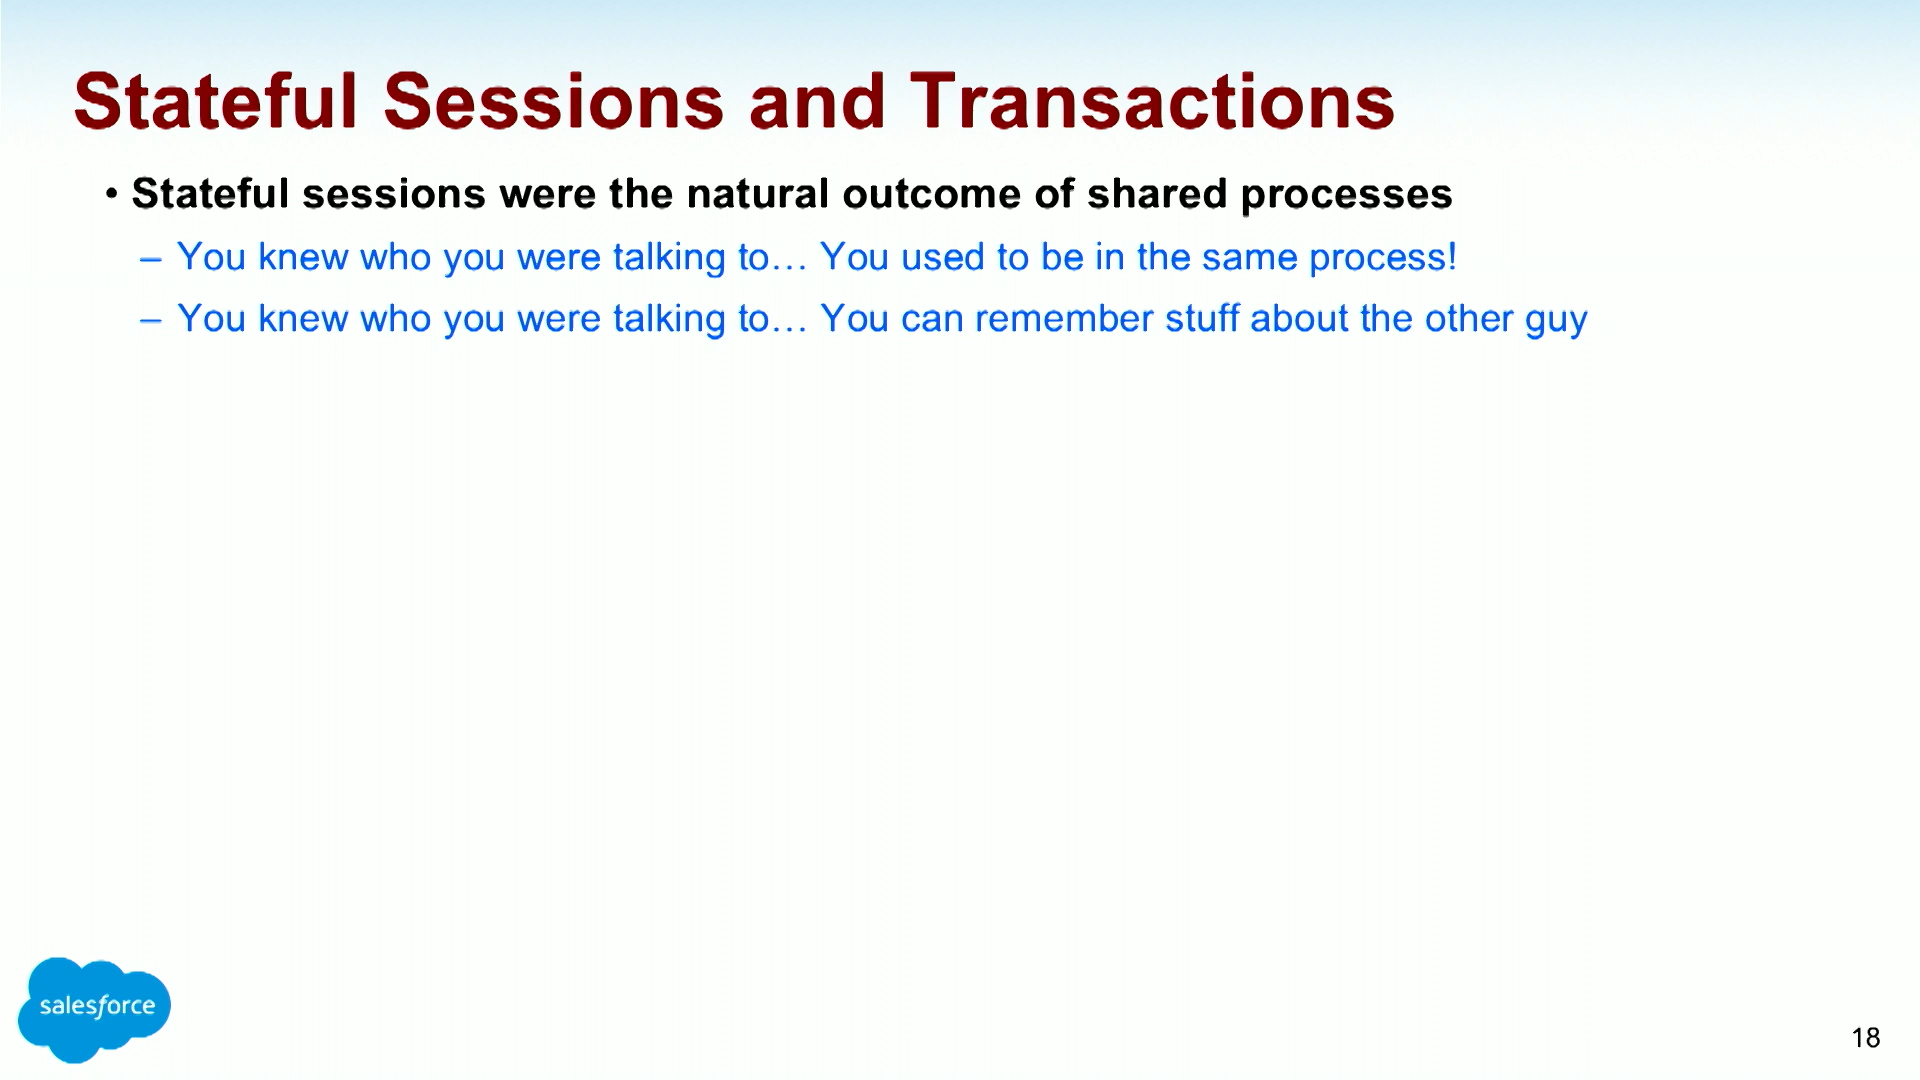 Stateful Sessions and Transactions
• Stateful sessions were the natural outcome of shared processes
– You knew who you were talking to… You used to be in the same process!
– You knew who you were talking to… You can remember stuff about the other guy
salesforce
18